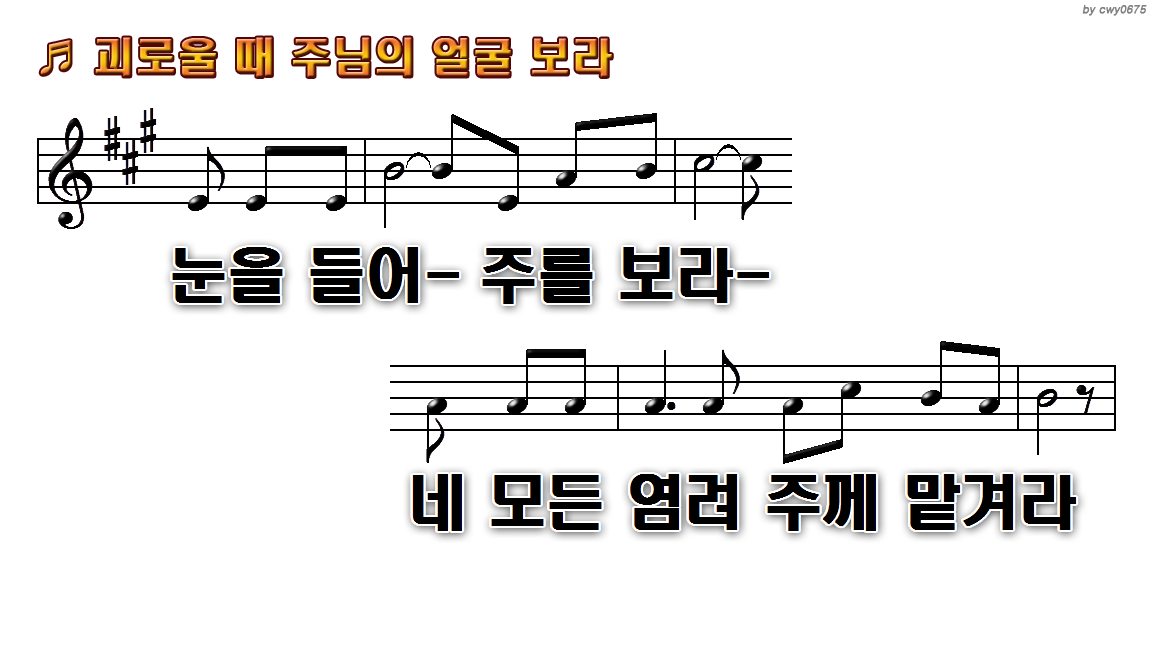 by cwy0675
괴로울 때 주님의 얼굴 보라
눈을 들어- 주를 보라-
네 모든 염려 주께 맡겨라